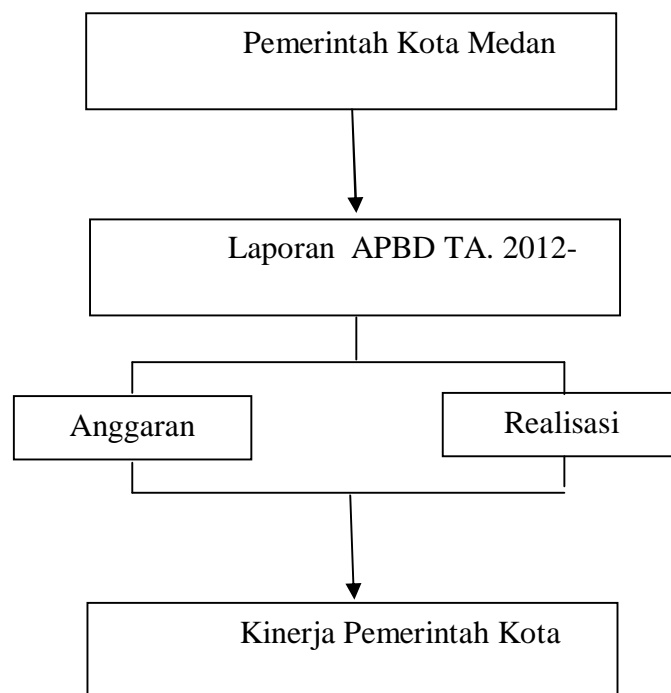 Pemerintah Kota Medan
Laporan APBD TA. 2012-
Anggaran
Realisasi
Kinerja Pemerintah Kota